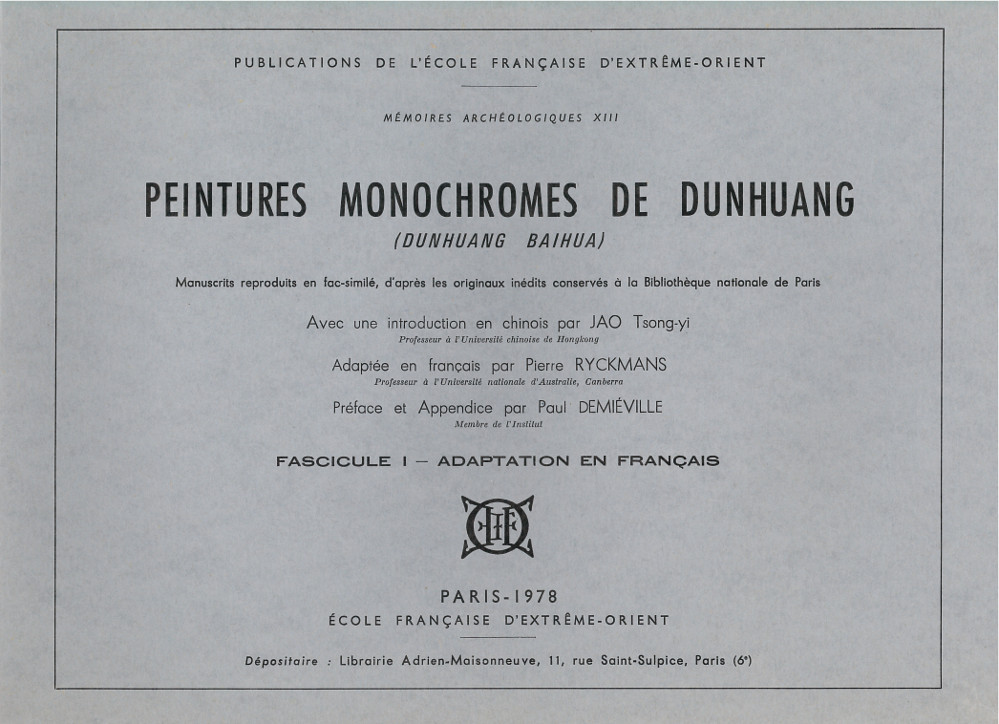 PUBLICATIONS DE L'ÉCOLE FRANÇAISE D'EXTRÊME-ORIENT
MÉMOIRES ARCHÉOLOGIQUES XIII
PEINTURES MONOCHROMES DE DUNHUANG
(DUNHUANG BAIHUA)
Manuscrits reproduits en fac-similé, d'après les originaux inédits conservés à la Bibliothèque nationale de Paris
Avec une introduction en chinois par JAO Tsong-yi
Professeur à l'Université chinoise de Hongkong
Adaptée en français par Pierre RYCKMANS
Professeur à l'Université nationale d'Australie, Canberra
Préface et Appendice par Paul DEMIÉVILLE
Membre de l'Institut
FASCICULE I – ADAPTATION EN FRANÇAIS
PARIS-1978
ÉCOLE FRANÇAISE D'EXTRÊME-ORIENT
Dépositaire : Librairie Adrien-Maisonneuve, 11, rue Saint-Sulpice, Paris (6e)